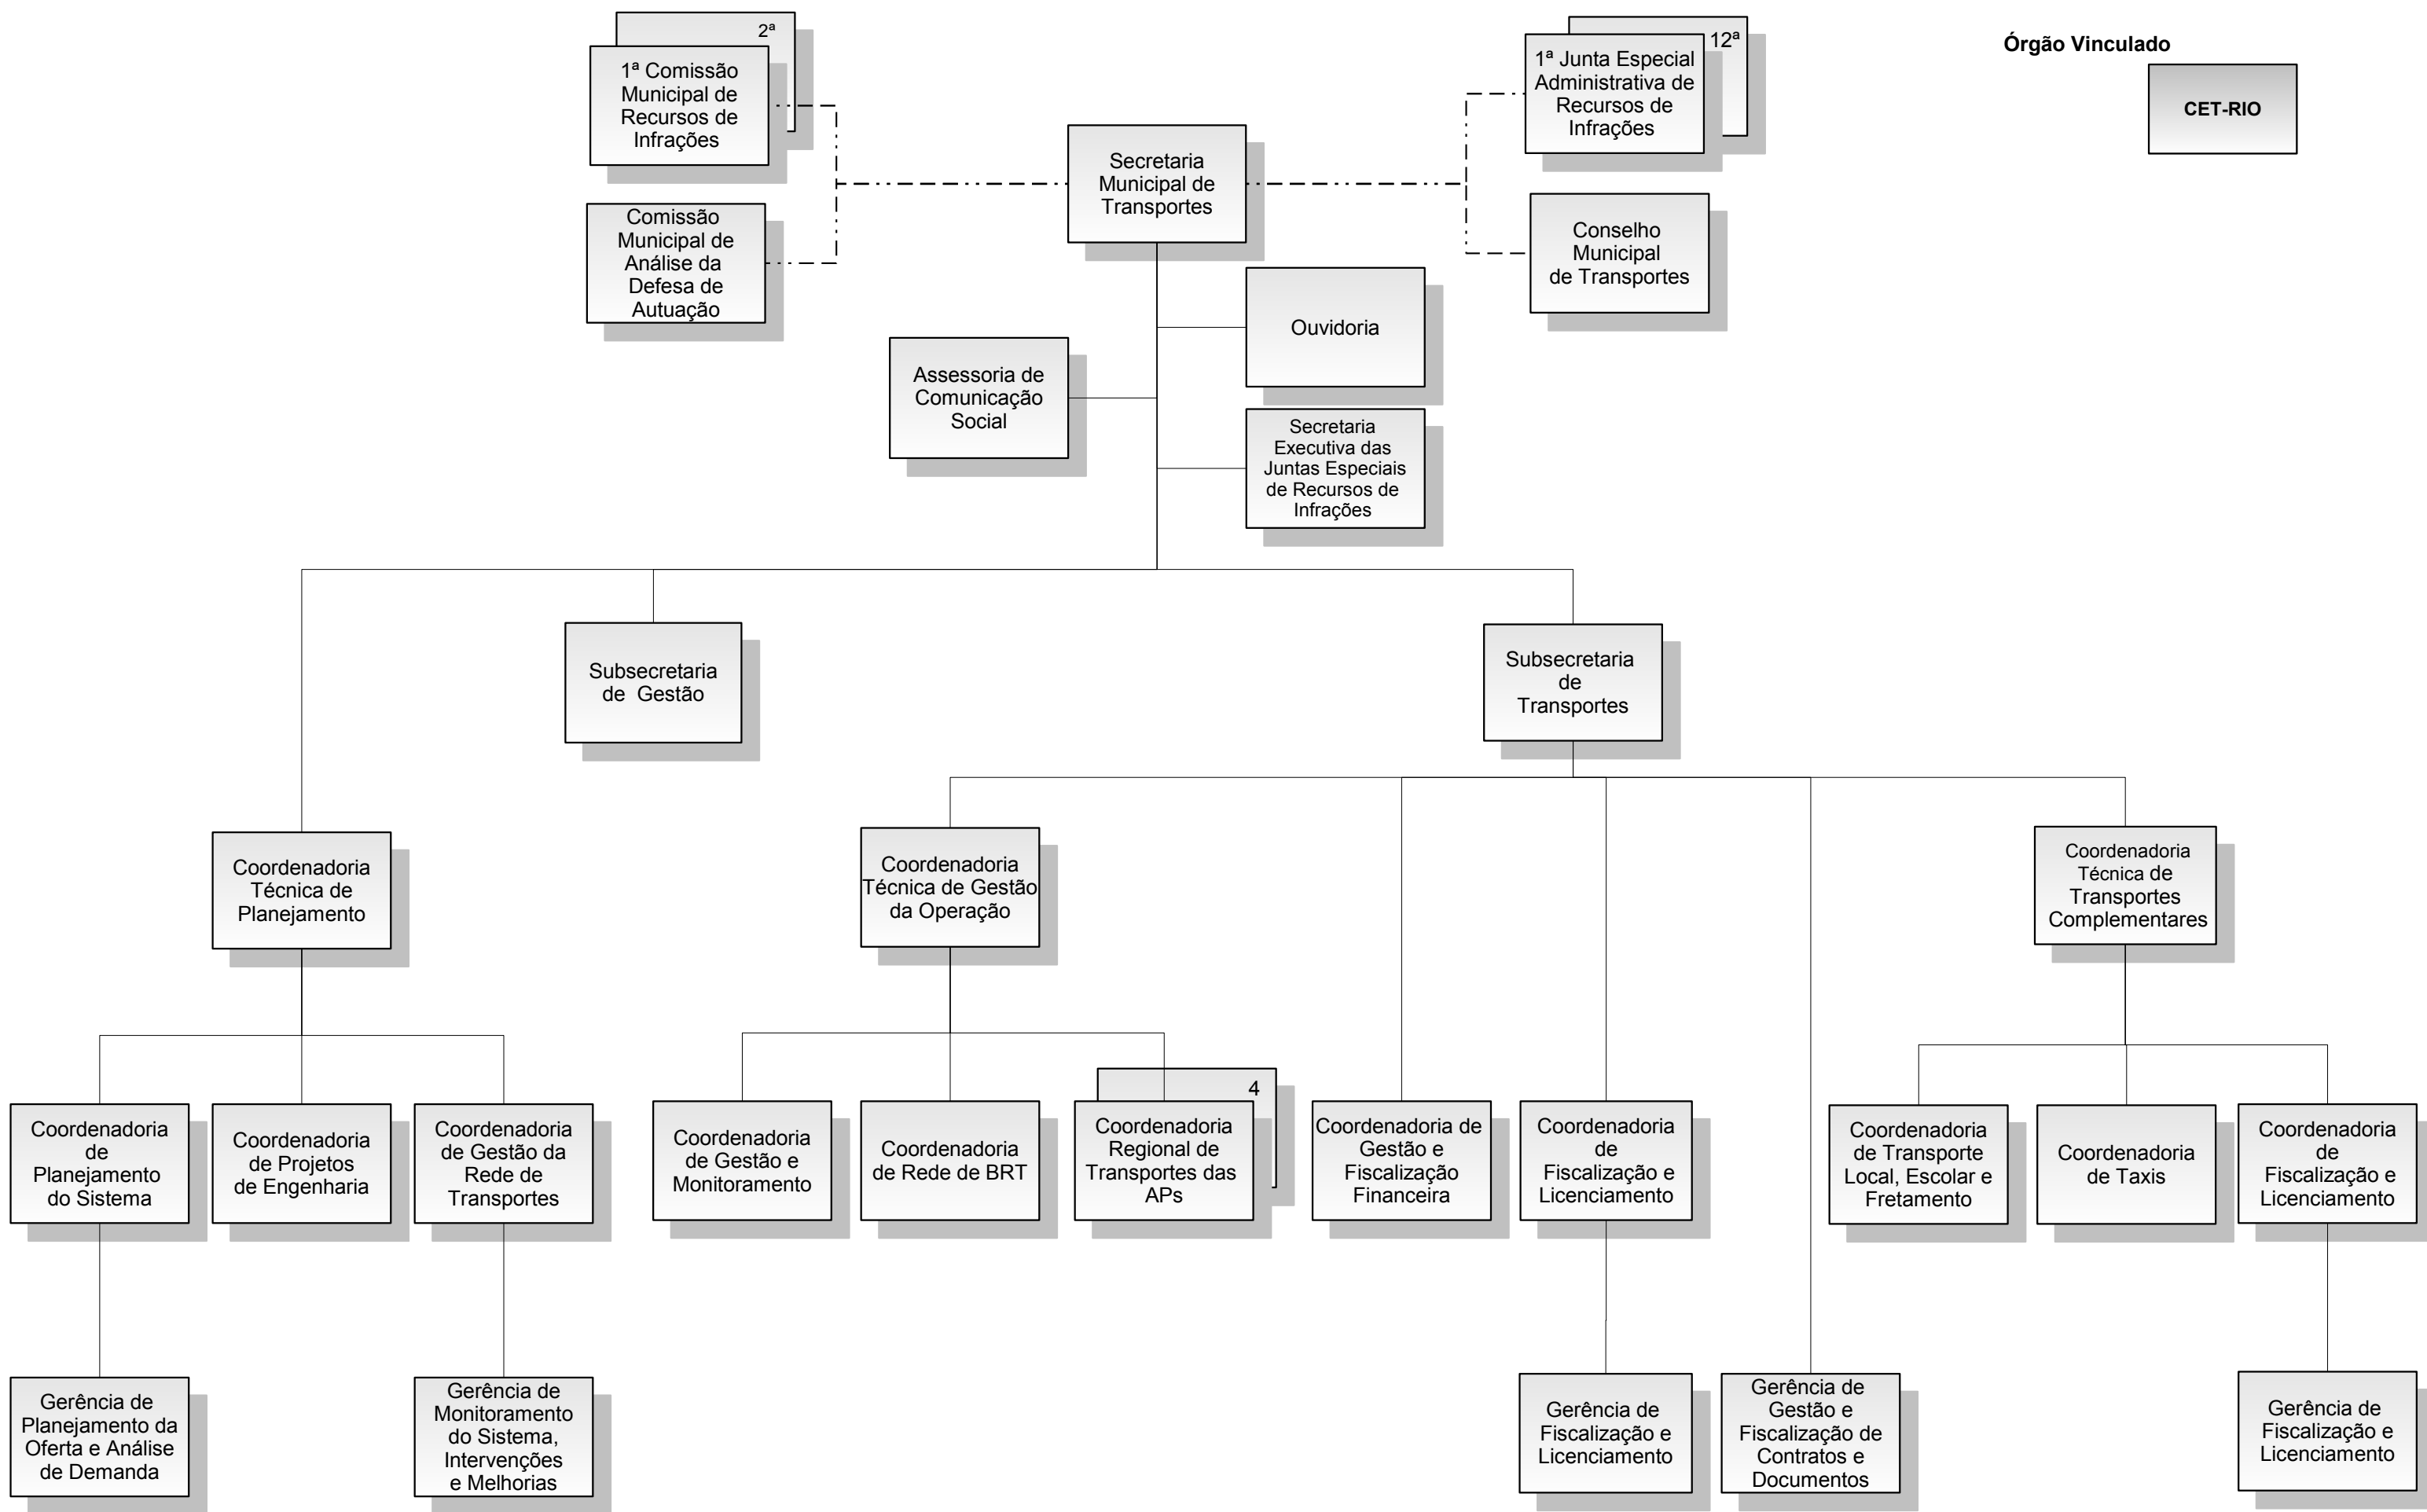 2ª
1ª Comissão
Municipal de
Recursos de
Infrações
12ª
1ª Junta Especial
Administrativa de
Recursos de
Infrações
Órgão Vinculado
CET-RIO
Secretaria
Municipal de
Transportes
Comissão
Municipal de
Análise da
Defesa de
Autuação
Conselho
Municipal
de Transportes
Ouvidoria
Assessoria de
Comunicação
Social
Secretaria
Executiva das
Juntas Especiais
de Recursos de
Infrações
Subsecretaria
de Gestão
Subsecretaria
de
Transportes
Coordenadoria
Técnica de
Planejamento
Coordenadoria
Técnica de Gestão
da Operação
Coordenadoria
Técnica de
Transportes
Complementares
Coordenadoria
de
Planejamento
do Sistema
Coordenadoria
de Projetos
de Engenharia
Coordenadoria
de Gestão da
Rede de
Transportes
Coordenadoria
de Gestão e
Monitoramento
Coordenadoria
de Rede de BRT
4
Coordenadoria
Regional de
Transportes das
APs
Coordenadoria de
Gestão e
Fiscalização
Financeira
Coordenadoria
de
Fiscalização e
Licenciamento
Coordenadoria
de Transporte
Local, Escolar e
Fretamento
Coordenadoria
de Taxis
Coordenadoria
de
Fiscalização e
Licenciamento
Gerência de
Planejamento da
Oferta e Análise
de Demanda
Gerência de
Monitoramento
do Sistema,
Intervenções
e Melhorias
Gerência de
Fiscalização e
Licenciamento
Gerência de
Gestão e
Fiscalização de
Contratos e
Documentos
Gerência de
Fiscalização e
Licenciamento